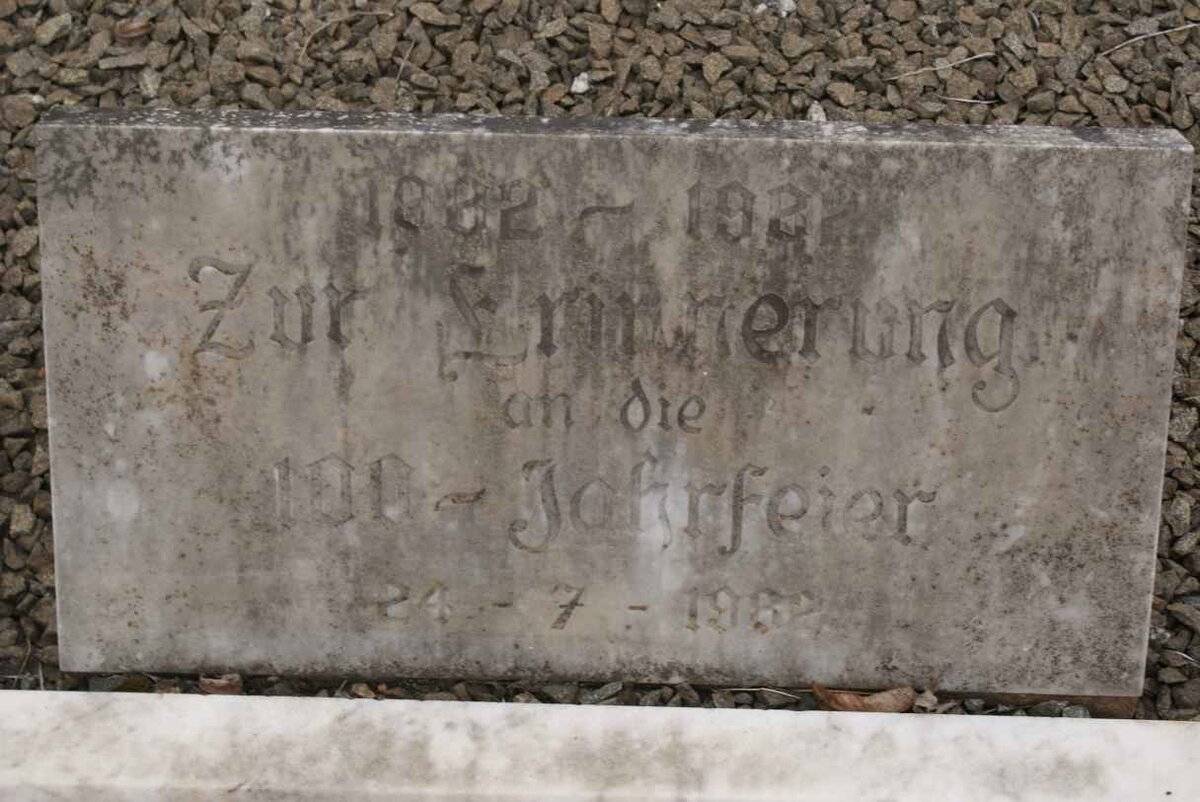 1882 ~ 1982
Zur Erinnerung
an die
100 ~ Jahrfeier
24 - 7 - 1982